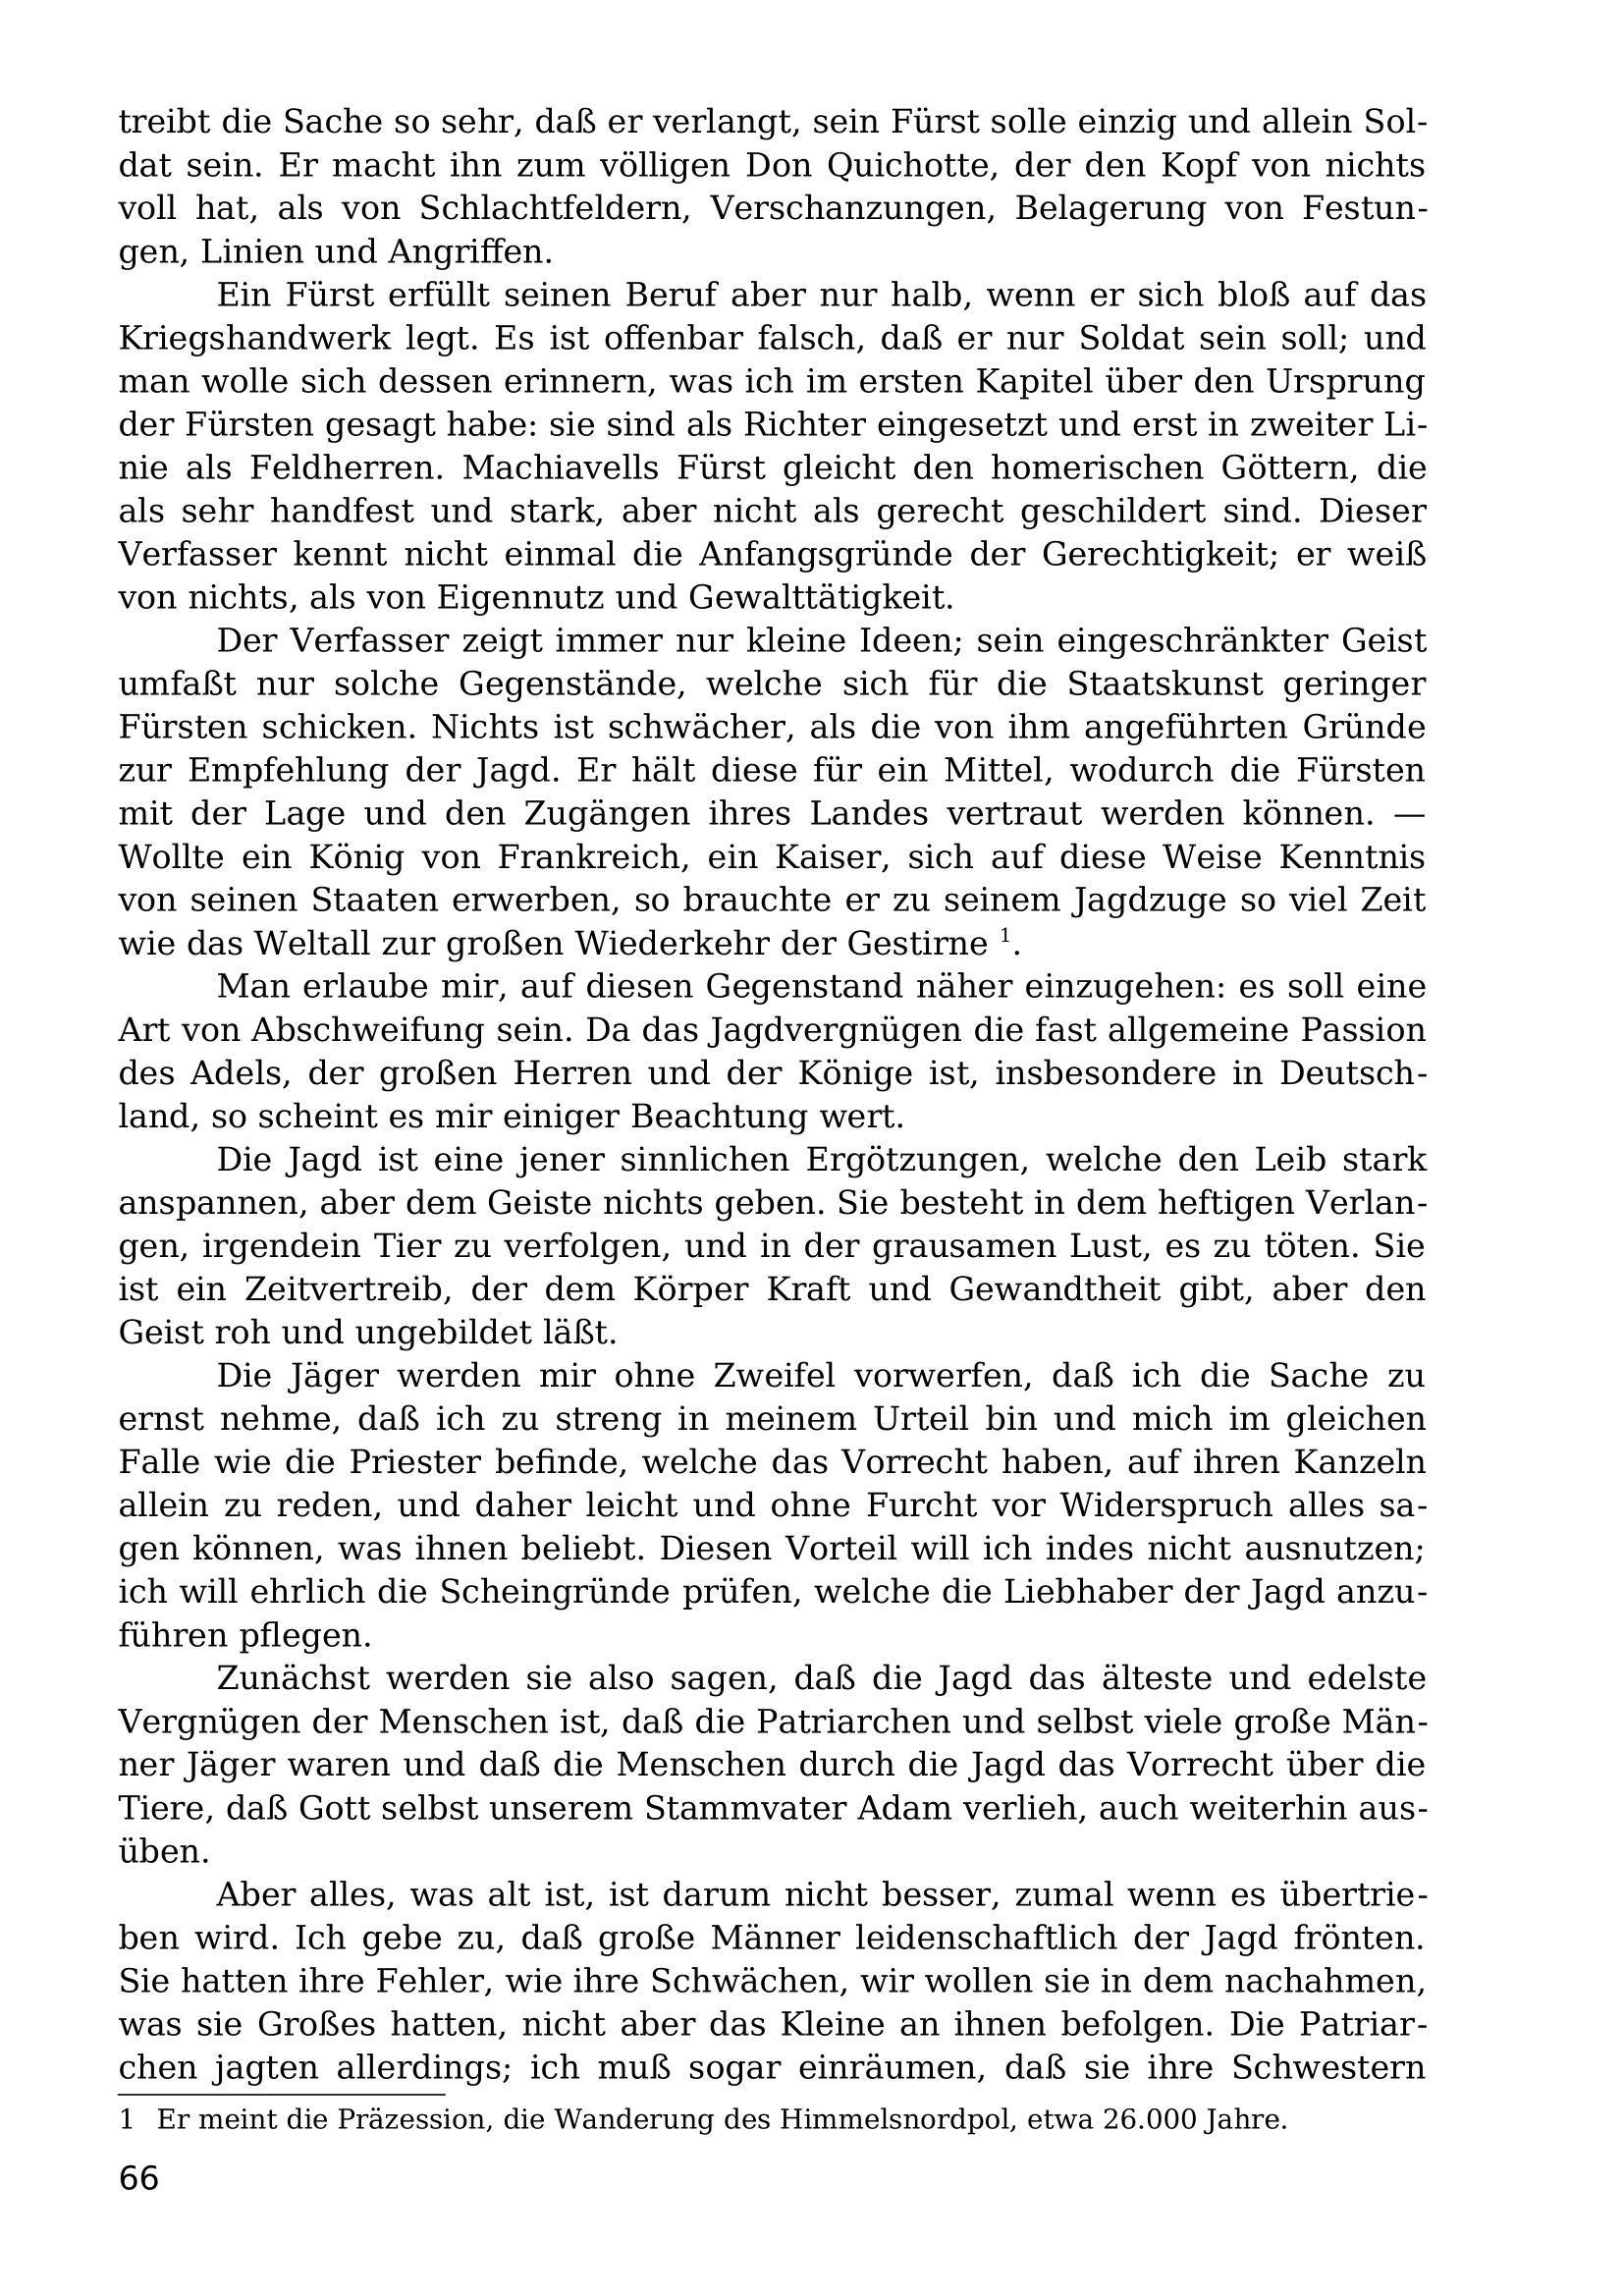 treibt die Sache so sehr, daß er verlangt, sein Fürst solle einzig und allein Sol-
dat sein. Er macht ihn zum völligen Don Quichotte, der den Kopf von nichts
voll hat, als von Schlachtfeldern, Verschanzungen, Belagerung von Festun-
gen, Linien und Angriffen.
Ein Fürst erfüllt seinen Beruf aber nur halb, wenn er sich bloß auf das
Kriegshandwerk legt. Es ist offenbar falsch, daß er nur Soldat sein soll; und
man wolle sich dessen erinnern, was ich im ersten Kapitel über den Ursprung
der Fürsten gesagt habe: sie sind als Richter eingesetzt und erst in zweiter Li-
nie als Feldherren. Machiavells Fürst gleicht den homerischen Göttern, die
als sehr handfest und stark, aber nicht als gerecht geschildert sind. Dieser
Verfasser kennt nicht einmal die Anfangsgründe der Gerechtigkeit; er weiß
von nichts, als von Eigennutz und Gewalttätigkeit.
Der Verfasser zeigt immer nur kleine Ideen; sein eingeschränkter Geist
umfaßt nur solche Gegenstände, welche sich für die Staatskunst geringer
Fürsten schicken. Nichts ist schwächer, als die von ihm angeführten Gründe
zur Empfehlung der Jagd. Er hält diese für ein Mittel, wodurch die Fürsten
mit der Lage und den Zugängen ihres Landes vertraut werden können. —
Wollte ein König von Frankreich, ein Kaiser, sich auf diese Weise Kenntnis
von seinen Staaten erwerben, so brauchte er zu seinem Jagdzuge so viel Zeit
wie das Weltall zur großen Wiederkehr der Gestirne 1.
Man erlaube mir, auf diesen Gegenstand näher einzugehen: es soll eine
Art von Abschweifung sein. Da das Jagdvergnügen die fast allgemeine Passion
des Adels, der großen Herren und der Könige ist, insbesondere in Deutsch-
land, so scheint es mir einiger Beachtung wert.
Die Jagd ist eine jener sinnlichen Ergötzungen, welche den Leib stark
anspannen, aber dem Geiste nichts geben. Sie besteht in dem heftigen Verlan-
gen, irgendein Tier zu verfolgen, und in der grausamen Lust, es zu töten. Sie
ist ein Zeitvertreib, der dem Körper Kraft und Gewandtheit gibt, aber den
Geist roh und ungebildet läßt.
Die Jäger werden mir ohne Zweifel vorwerfen, daß ich die Sache zu
ernst nehme, daß ich zu streng in meinem Urteil bin und mich im gleichen
Falle wie die Priester befinde, welche das Vorrecht haben, auf ihren Kanzeln
allein zu reden, und daher leicht und ohne Furcht vor Widerspruch alles sa-
gen können, was ihnen beliebt. Diesen Vorteil will ich indes nicht ausnutzen;
ich will ehrlich die Scheingründe prüfen, welche die Liebhaber der Jagd anzu-
führen pflegen.
Zunächst werden sie also sagen, daß die Jagd das älteste und edelste
Vergnügen der Menschen ist, daß die Patriarchen und selbst viele große Män-
ner Jäger waren und daß die Menschen durch die Jagd das Vorrecht über die
Tiere, daß Gott selbst unserem Stammvater Adam verlieh, auch weiterhin aus-
üben.
Aber alles, was alt ist, ist darum nicht besser, zumal wenn es übertrie-
ben wird. Ich gebe zu, daß große Männer leidenschaftlich der Jagd frönten.
Sie hatten ihre Fehler, wie ihre Schwächen, wir wollen sie in dem nachahmen,
was sie Großes hatten, nicht aber das Kleine an ihnen befolgen. Die Patriar-
chen jagten allerdings; ich muß sogar einräumen, daß sie ihre Schwestern
1 Er meint die Präzession, die Wanderung des Himmelsnordpol, etwa 26.000 Jahre.
66